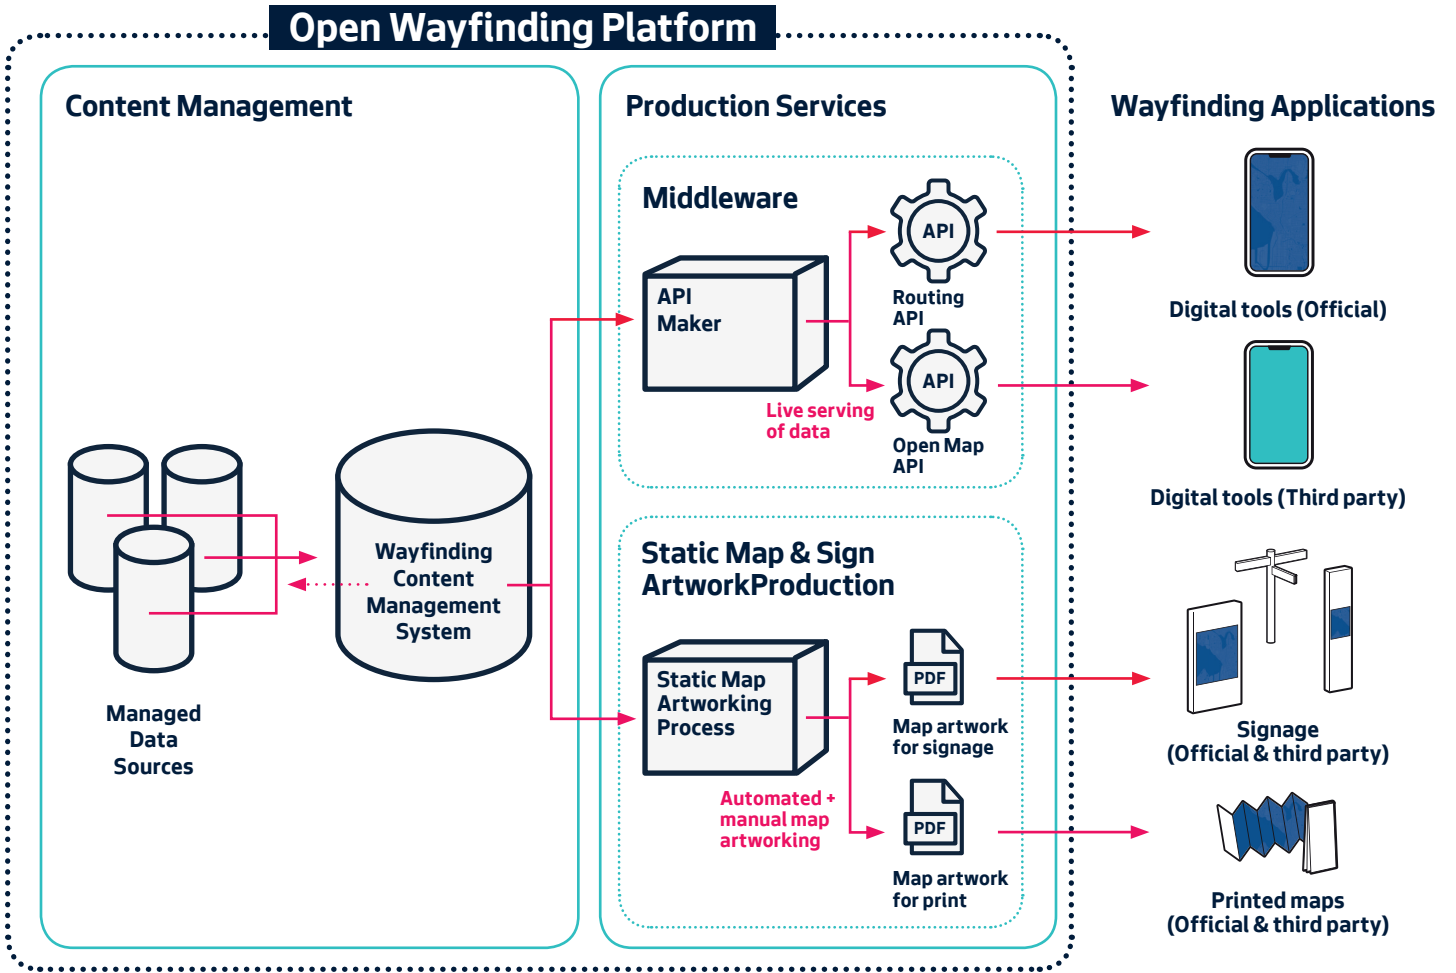 Open Wayfinding Platform
Content Management
Managed
Data
Sources
Wayfinding
Content
Management
System
Production Services
Middleware
API
Maker
Live serving
of data
API
Routing
API
API
Open Map
API
Static Map & Sign
ArtworkProduction
Static Map
Artworking
Process
Automated +
manual map
artworking
PDF
Map artwork
for signage
PDF
Map artwork
for print
Wayfinding Applications
Digital tools (Official)
Digital tools (Third party)
Signage
(Official & third party)
Printed maps
(Official & third party)